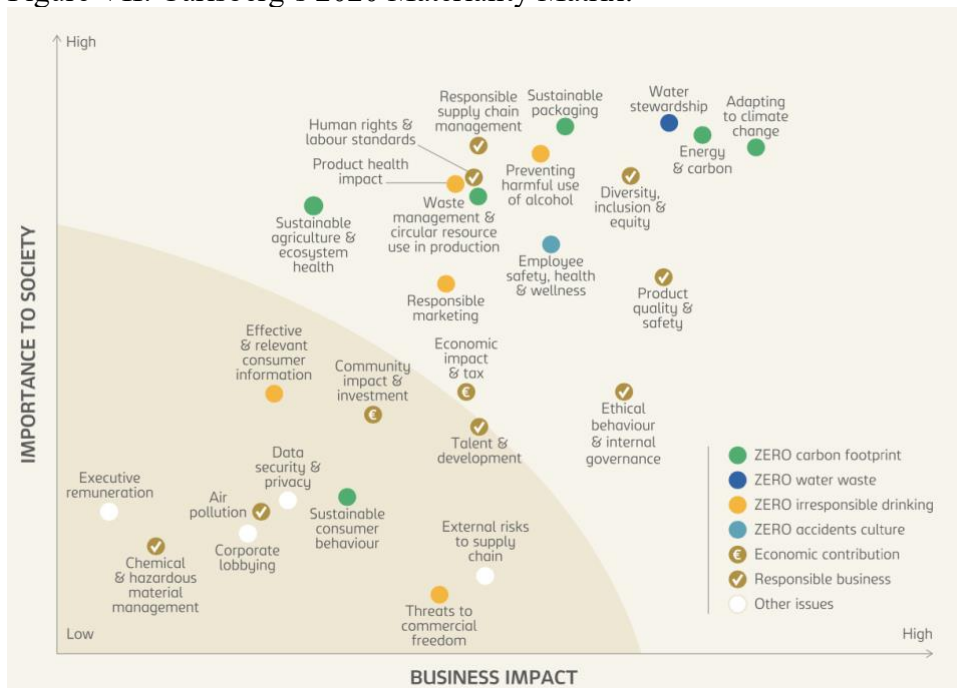 Figure VII: Carlsberg's 2020 Materiality Matrix.
High
Responsible
supply chain
management
Sustainable
packaging
Water
stewardship
Adapting
to climate
change
Human rights &
labour standards
Product health
impact
Energy
& carbon
Preventing
harmful use
of alcohol
Diversity,
inclusion &
equity
Waste
management &
circular resource
use in production
Sustainable
agriculture &
ecosystem
health
Employee
safety, health
& wellness
Product
quality &
safety
Responsible
marketing
IMPORTANCE TO SOCIETY
Effective
& relevant
consumer
information
Community
impact &
investment
Economic
impact
& tax
Ethical
behaviour
& internal
governance
Talent &
development
Data
security &
privacy
Executive
remuneration
Air
pollution
Sustainable
consumer
behaviour
Corporate
lobbying
External risks
to supply
chain
Chemical
& hazardous
material
management
Threats to
commercial
freedom
ZERO carbon footprint
ZERO water waste
ZERO irresponsible drinking
ZERO accidents culture
€ Economic contribution
Responsible business
Other issues
Low
High
BUSINESS IMPACT